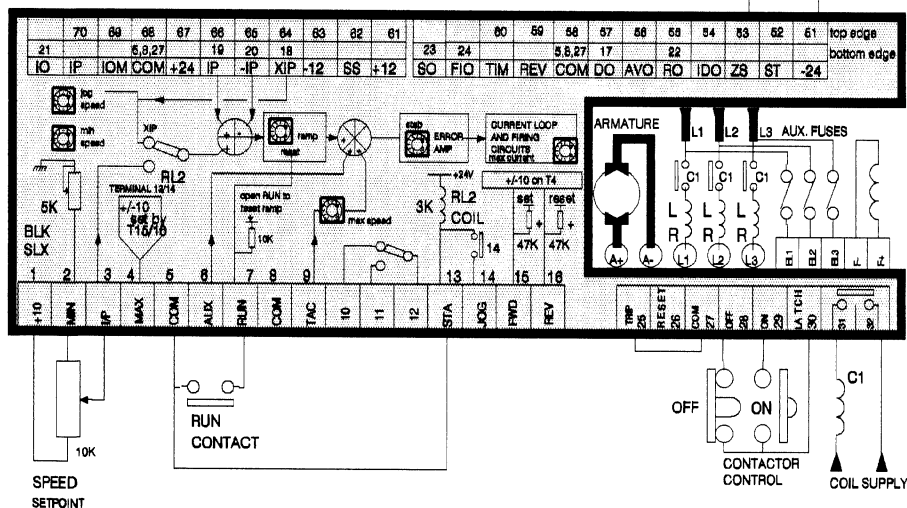 70 69 68 67 66 65 64 63 62 61 60 59 58 57 56 55 54 53 52 51 top edge
21 5,8,27 19 20 18 23 24 5,8,27 17 22 bottom edge
IO IP IOM COM +24 IP -IP XIP -12 SS +12 SO FIO TIM REV COM DO AVO RO IDO ZS ST -24
jog
speed
min
speed
XIP
RL2
ramp
reset
stab
ERROR
AMP
CURRENT LOOP
AND FIRING
CIRCUITS
max current
ARMATURE
L1 L2 L3 AUX. FUSES
C1 C1 C1
min
5K
BLK
SLX
TERMINAL 12/14
+/-10
set by
T15/16
open RUN to
reset ramp
10K
max speed
+24V
3K
RL2
COIL
14
+/-10 on T4
set reset
47K 47K
L R L R L R
A+ A- L1 L2 L3 B.1 B.2 B.3 F- F+
1 2 3 4 5 6 7 8 9 13 14 15 16
+10 MIN I/P MAX COM AUX RUN COM TAC 10 11 12 STA JOG FWD REV
TRIP 25 RESET 26 COM 27 OFF 28 ON 29 LATCH 30 31 32
10K
SPEED
SETPOINT
RUN
CONTACT
OFF ON
CONTACTOR
CONTROL
C1
COIL SUPPLY